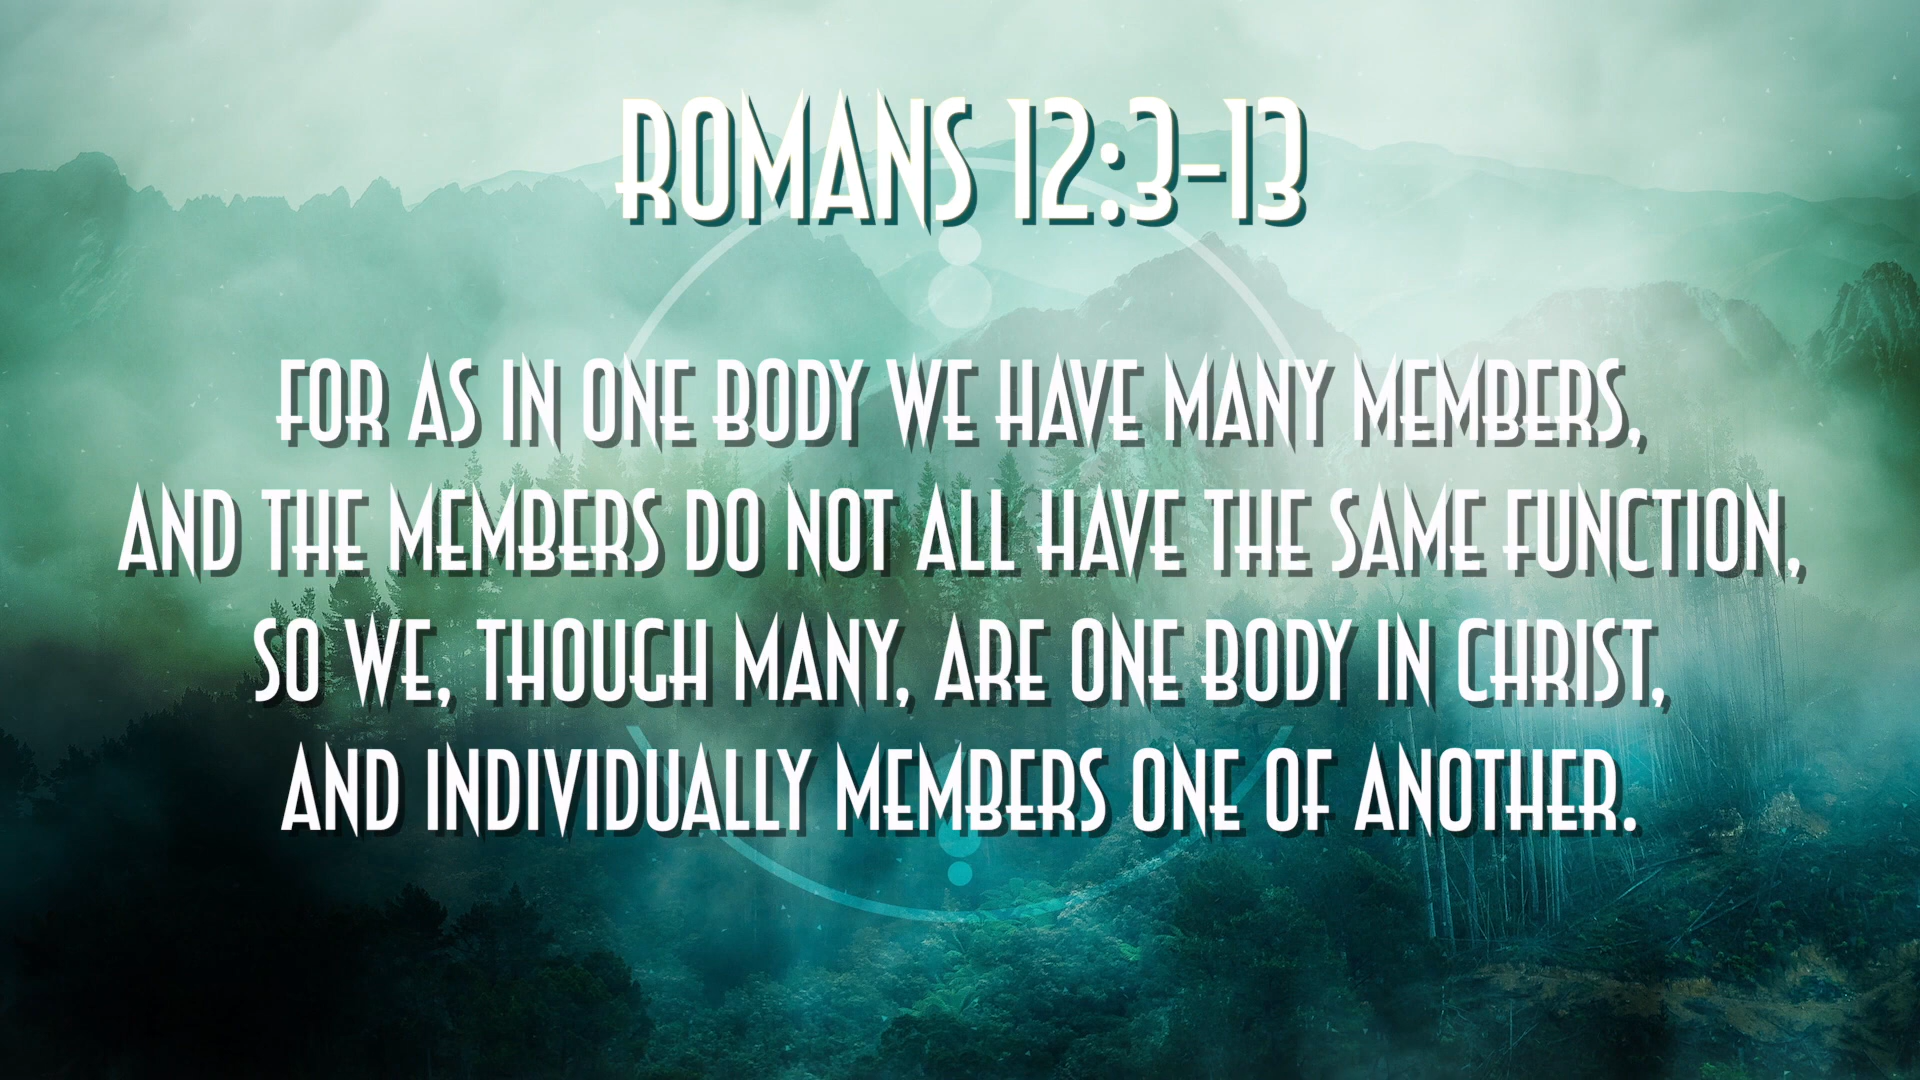 ROMANS 12:3-13
FOR AS IN ONE BODY WE HAVE MANY MEMBERS,
AND THE MEMBERS DO NOT ALL HAVE THE SAME FUNCTION,
SO WE, THOUGH MANY, ARE ONE BODY IN CHRIST,
AND INDIVIDUALLY MEMBERS ONE OF ANOTHER.